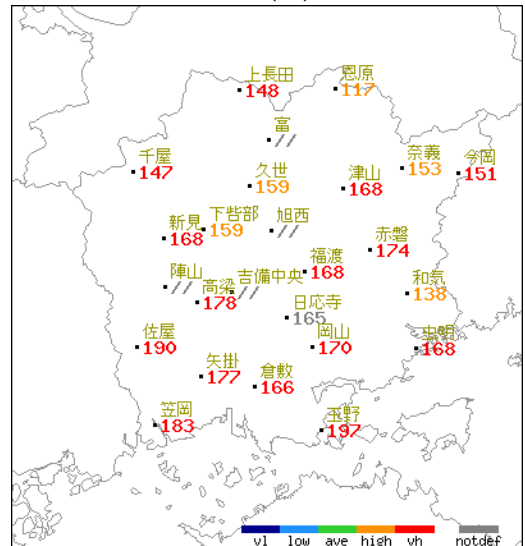 上長田
148
恩原
117
富
千屋
147
久世
159
津山
168
奈義
153
今岡
151
新見
168
下呰部
159
旭西
赤磐
174
福渡
168
陣山
高梁
178
吉備中央
和気
138
日応寺
165
佐屋
190
岡山
170
虫明
168
矢掛
177
倉敷
166
笠岡
183
玉野
197
vl low ave high vh notdef